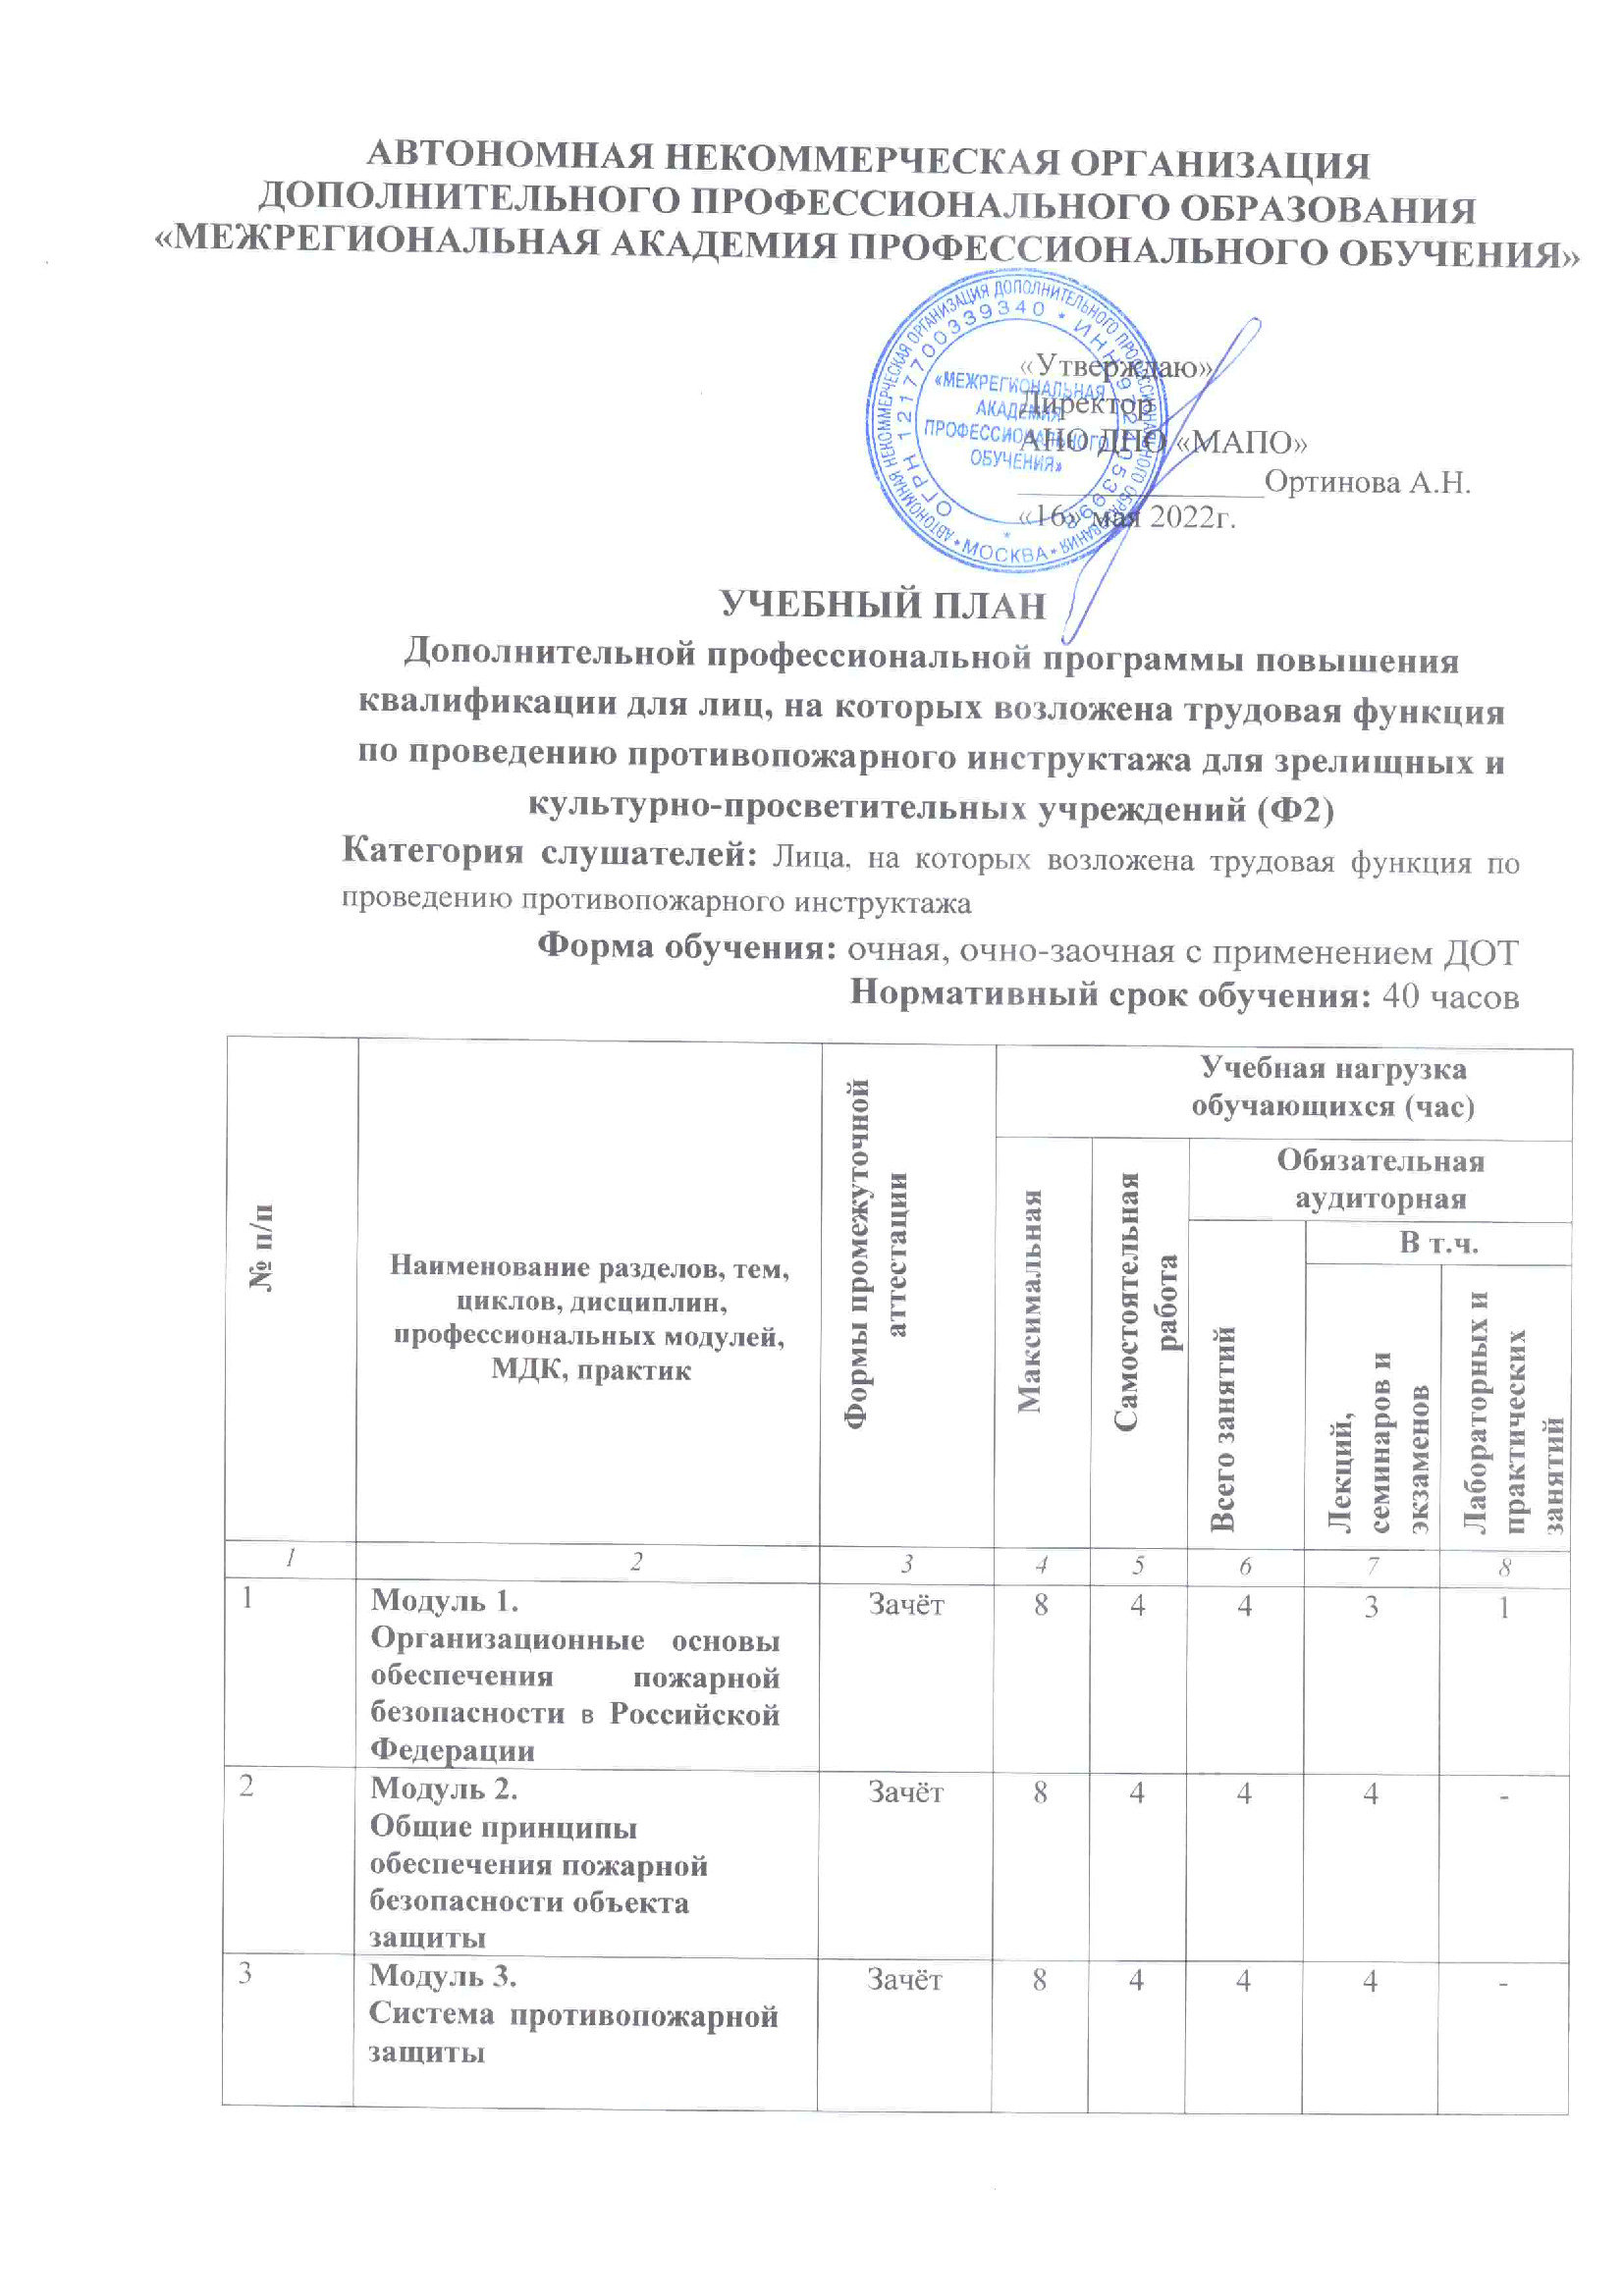 АВТОНОМНАЯ НЕКОММЕРЧЕСКАЯ ОРГАНИЗАЦИЯ
ДОПОЛНИТЕЛЬНОГО ПРОФЕССИОНАЛЬНОГО ОБРАЗОВАНИЯ
«МЕЖРЕГИОНАЛЬНАЯ АКАДЕМИЯ ПРОФЕССИОНАЛЬНОГО ОБУЧЕНИЯ»
АВТОНОМНАЯ НЕКОММЕРЧЕСКАЯ ОРГАНИЗАЦИЯ ДОПОЛНИТЕЛЬНОГО ПРОФЕССИОНАЛЬНОГО ОБРАЗОВАНИЯ
• МОСКВА •
ОГРН 1217700339340 • ИНН
«МЕЖРЕГИОНАЛЬНАЯ
АКАДЕМИЯ
ПРОФЕССИОНАЛЬНОГО
ОБУЧЕНИЯ»
«Утверждаю»
Директор
АНО ДПО «МАПО»
_______________Ортинова А.Н.
«16» мая 2022г.
УЧЕБНЫЙ ПЛАН
Дополнительной профессиональной программы повышения
квалификации для лиц, на которых возложена трудовая функция
по проведению противопожарного инструктажа для зрелищных и
культурно-просветительных учреждений (Ф2)
Категория слушателей: Лица, на которых возложена трудовая функция по
проведению противопожарного инструктажа
Форма обучения: очная, очно-заочная с применением ДОТ
Нормативный срок обучения: 40 часов
№ п/п
Наименование разделов, тем,
циклов, дисциплин,
профессиональных модулей,
МДК, практик
Формы промежуточной
аттестации
Учебная нагрузка
обучающихся (час)
Максимальная
Самостоятельная
работа
Обязательная
аудиторная
Всего занятий
В т.ч.
Лекций,
семинаров и
экзаменов
Лабораторных и
практических
занятий
1 2 3 4 5 6 7 8
1 Модуль 1. Зачёт 8 4 4 3 1
Организационные основы
обеспечения пожарной
безопасности в Российской
Федерации
2 Модуль 2. Зачёт 8 4 4 4 -
Общие принципы
обеспечения пожарной
безопасности объекта
защиты
3 Модуль 3. Зачёт 8 4 4 4 -
Система противопожарной
защиты